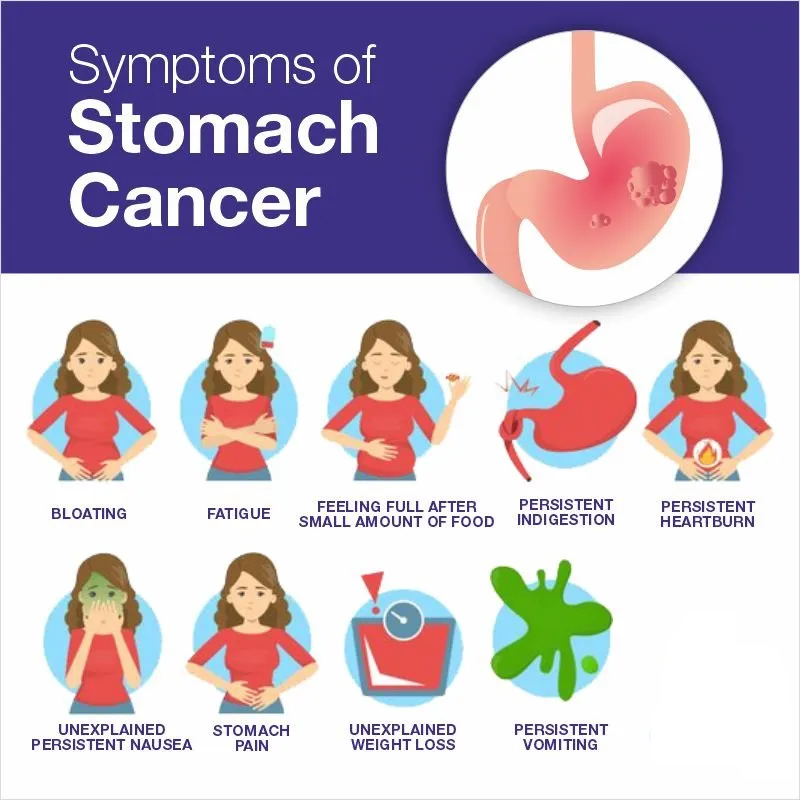 Symptoms of
Stomach
Cancer
BLOATING
FATIGUE
FEELING FULL AFTER
SMALL AMOUNT OF FOOD
PERSISTENT
INDIGESTION
PERSISTENT
HEARTBURN
UNEXPLAINED
PERSISTENT NAUSEA
STOMACH
PAIN
UNEXPLAINED
WEIGHT LOSS
PERSISTENT
VOMITING